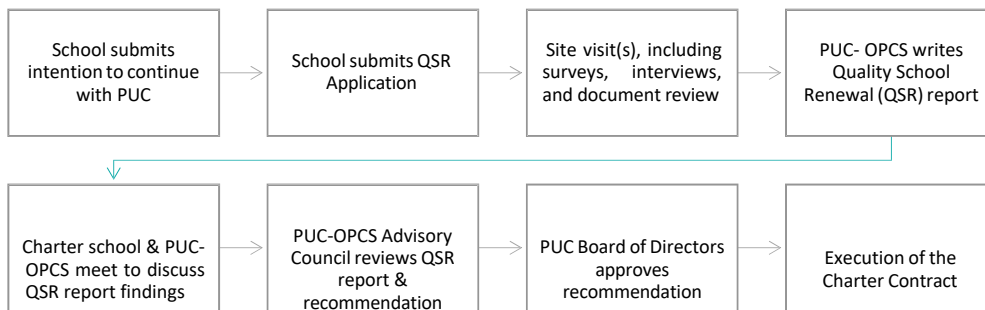 School submits
intention to continue
with PUC
School submits QSR
Application
Site visit(s), including
surveys, interviews,
and document review
PUC- OPCS writes
Quality School
Renewal (QSR) report
Charter school & PUC-
OPCS meet to discuss
QSR report findings
PUC-OPCS Advisory
Council reviews QSR
report &
recommendation
PUC Board of Directors
approves
recommendation
Execution of the
Charter Contract